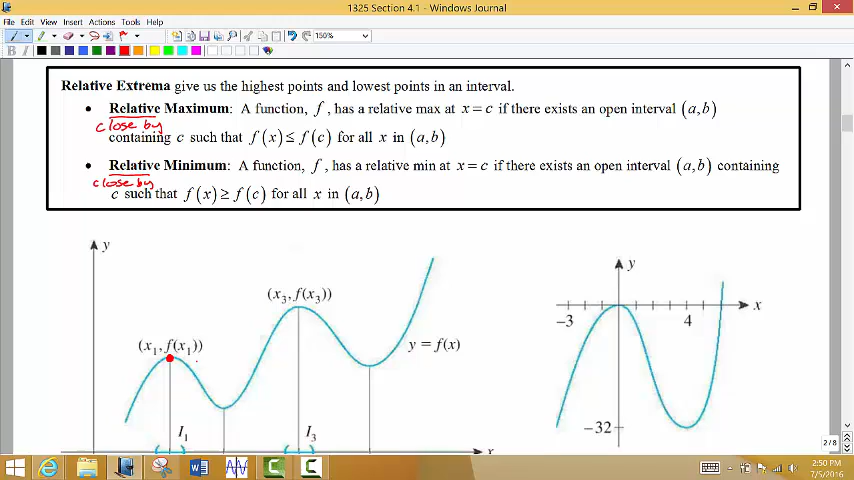 1325 Section 4.1 - Windows Journal
File Edit View Insert Actions Tools Help
150%
B I
Relative Extrema give us the highest points and lowest points in an interval.
• Relative Maximum: A function, f, has a relative max at x = c if there exists an open interval (a,b)
close by
containing c such that f(x) ≤ f(c) for all x in (a,b)
• Relative Minimum: A function, f, has a relative min at x = c if there exists an open interval (a,b) containing
close by
c such that f(x) ≥ f(c) for all x in (a,b)
y
(x₃, f(x₃))
(x₁, f(x₁))
y = f(x)
I₁
I₃
x
y
x
-3
4
-32
2/8
2:50 PM
7/5/2016